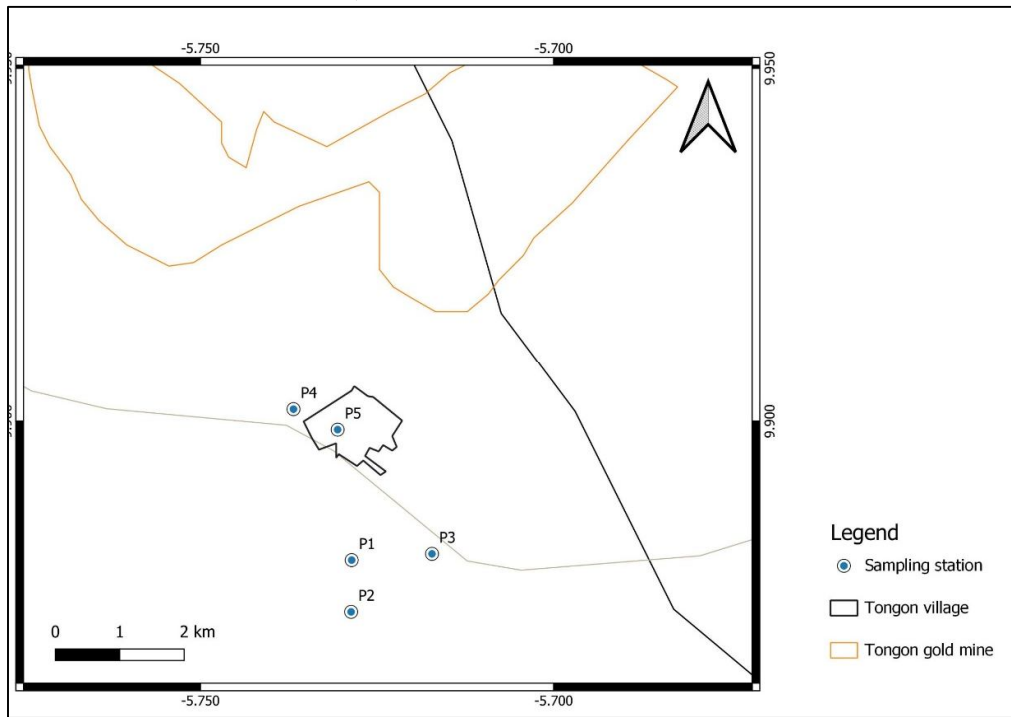 -5.750 -5.700
9.950 9.950
P4
P5
9.900 9.900
P1 P3
P2
Legend
Sampling station
Tongon village
Tongon gold mine
0 1 2 km
-5.750 -5.700